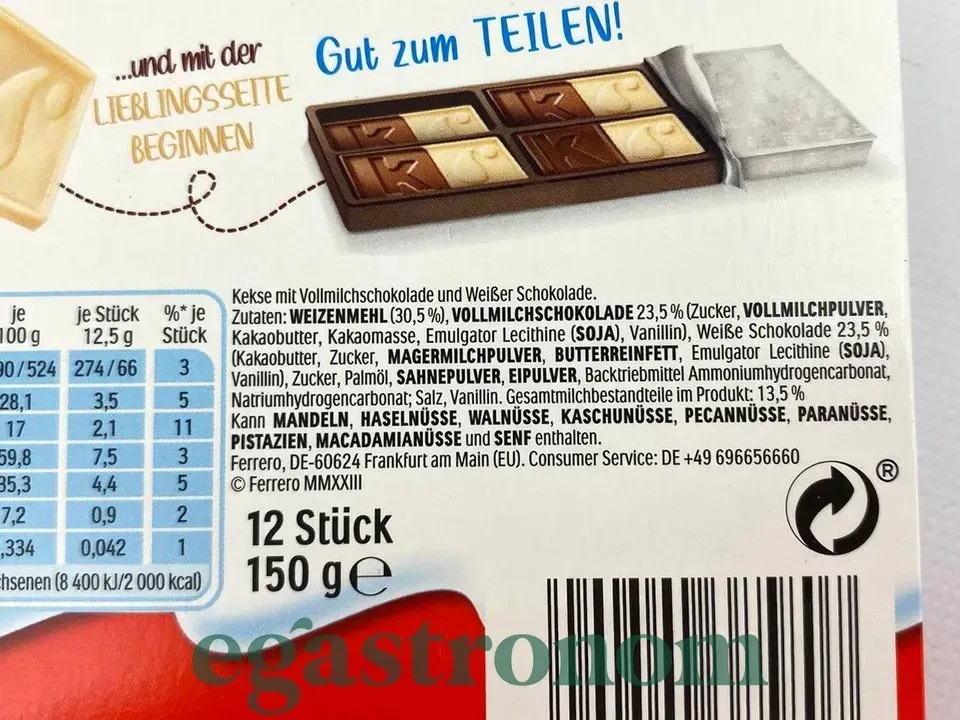 ...und mit der
LIEBLINGSSEITE
BEGINNEN
Gut zum TEILEN!
je je Stück %* je
100 g 12,5 g Stück
90/524 274/66 3
28,1 3,5 5
17 2,1 11
59,8 7,5 3
35,3 4,4 5
7,2 0,9 2
,334 0,042 1
(8 400 kJ/2 000 kcal)
Kekse mit Vollmilchschokolade und Weißer Schokolade.
Zutaten: WEIZENMEHL (30,5 %), VOLLMILCHSCHOKOLADE 23,5 % (Zucker, VOLLMILCHPULVER,
Kakaobutter, Kakaomasse, Emulgator Lecithine (SOJA), Vanillin), Weiße Schokolade 23,5 %
(Kakaobutter, Zucker, MAGERMILCHPULVER, BUTTERREINFETT, Emulgator Lecithine (SOJA),
Vanillin), Zucker, Palmöl, SAHNEPULVER, EIPULVER, Backtriebmittel Ammoniumhydrogencarbonat,
Natriumhydrogencarbonat; Salz, Vanillin. Gesamtmilchbestandteile im Produkt: 13,5 %
Kann MANDELN, HASELNÜSSE, WALNÜSSE, KASCHUNÜSSE, PECANNÜSSE, PARANÜSSE,
PISTAZIEN, MACADAMIANÜSSE und SENF enthalten.
Ferrero, DE-60624 Frankfurt am Main (EU). Consumer Service: DE +49 696656660
© Ferrero MMXXIII
®
12 Stück
150 g ℮
egastronom